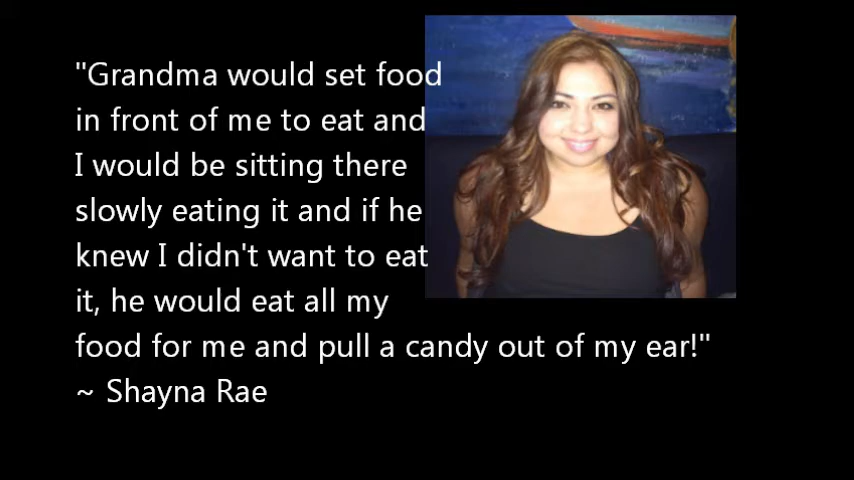 "Grandma would set food
in front of me to eat and
I would be sitting there
slowly eating it and if he
knew I didn't want to eat
it, he would eat all my
food for me and pull a candy out of my ear!"
~ Shayna Rae